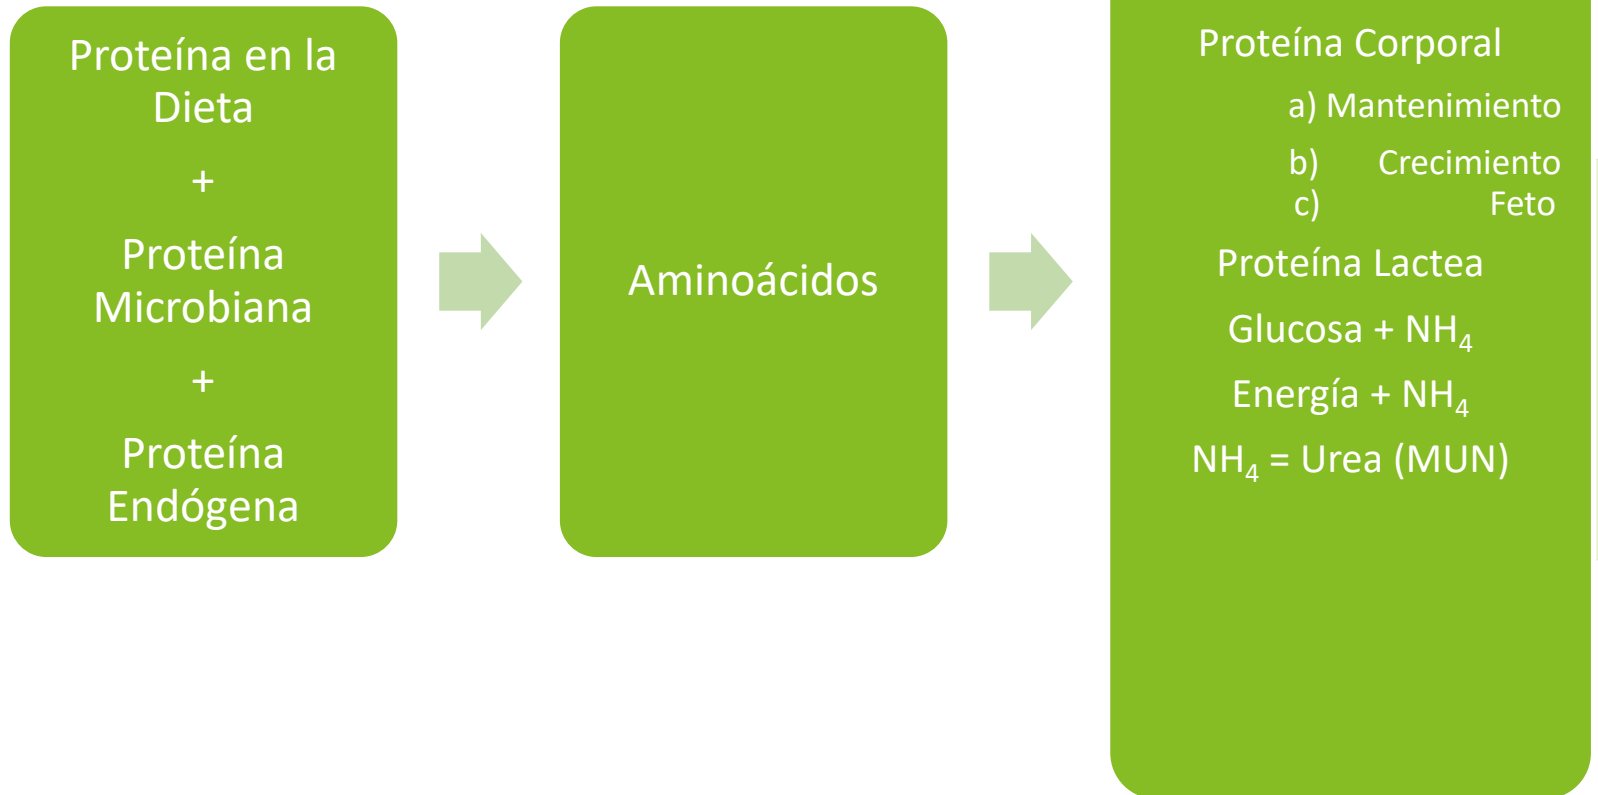 Proteína en la
Dieta
+
Proteína
Microbiana
+
Proteína
Endógena
Aminoácidos
Proteína Corporal
a) Mantenimiento
b) Crecimiento
c) Feto
Proteína Lactea
Glucosa + NH₄
Energía + NH₄
NH₄ = Urea (MUN)